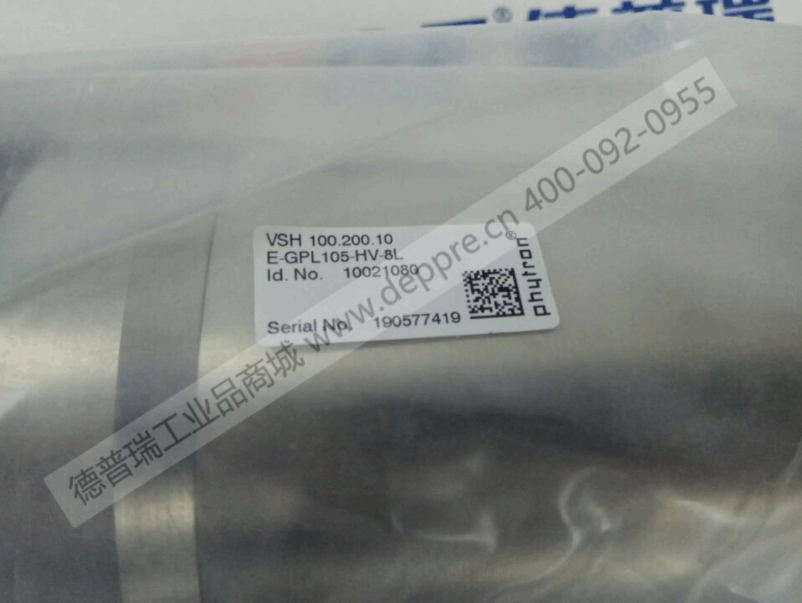 VSH 100.200.10
E-GPL105-HV-8L
Id. No. 10021080
Serial No. 190577419
phytron®
德普瑞工业品商城 www.deppre.cn 400-092-0955